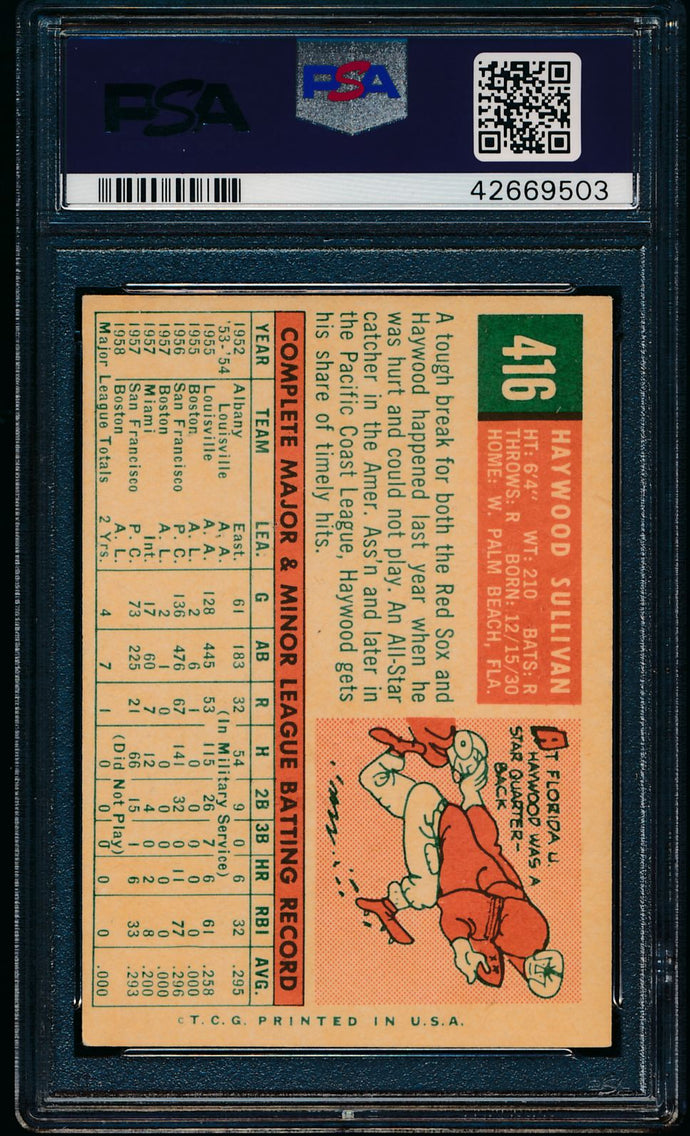 PSA
PSA
42669503
416
HAYWOOD SULLIVAN
HT: 6'4" WT: 210 BATS: R
THROWS: R BORN: 12/15/30
HOME: W. PALM BEACH, FLA.
A tough break for both the Red Sox and
Haywood happened last year when he
was hurt and could not play. An All-Star
catcher in the Amer. Ass'n and later in
the Pacific Coast League, Haywood gets
his share of timely hits.
AT FLORIDA U.
HAYWOOD WAS A
STAR QUARTER-
BACK
COMPLETE MAJOR & MINOR LEAGUE BATTING RECORD
YEAR TEAM LEA. G AB R H 2B 3B HR RBI AVG.
1952 Albany East. 61 183 32 54 9 0 6 32 .295
'53-'54 Louisville A. A. (In Military Service)
1955 Louisville A. A. 128 445 53 115 26 7 6 61 .258
1955 Boston A. L. 2 6 1 0 0 0 0 0 .000
1956 San Francisco P. C. 136 476 67 141 32 0 11 77 .296
1957 Boston A. L. 2 1 0 0 0 0 0 0 .000
1957 Miami Int. 17 60 7 12 4 0 2 8 .200
1957 San Francisco P. C. 73 225 21 66 15 1 6 33 .293
1958 Boston A. L. (Did Not Play)
Major League Totals 2 Yrs. 4 7 1 0 0 0 0 0 .000
©T.C.G. PRINTED IN U.S.A.